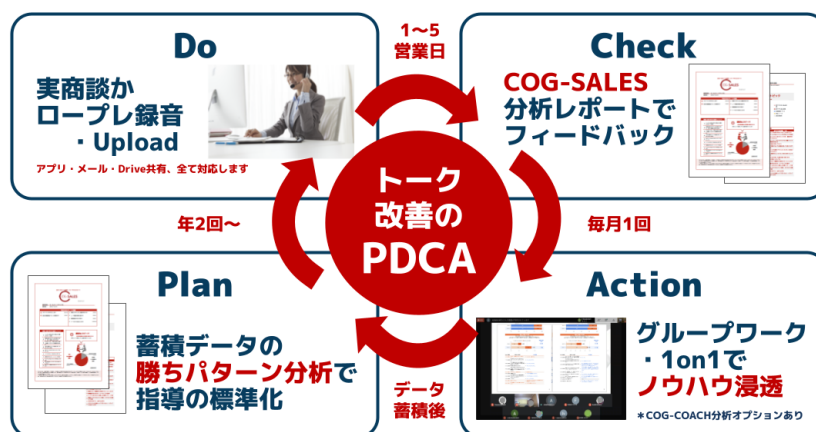 Do
実商談か
ロープレ録音
・Upload
アプリ・メール・Drive共有、全て対応します
1〜5
営業日
Check
COG-SALES
分析レポートで
フィードバック
トーク
改善の
PDCA
年2回〜
毎月1回
Plan
蓄積データの
勝ちパターン分析で
指導の標準化
データ
蓄積後
Action
グループワーク
・1on1で
ノウハウ浸透
＊COG-COACH分析オプションあり